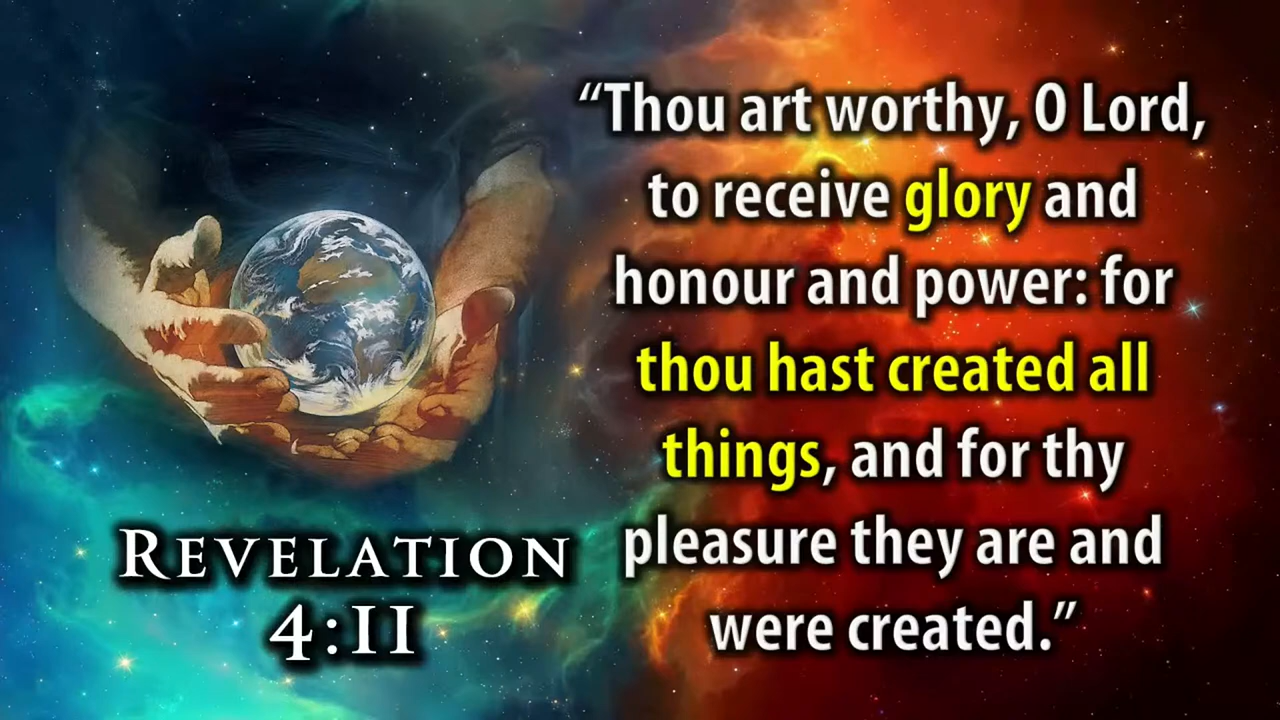 “Thou art worthy, O Lord,
to receive glory and
honour and power: for
thou hast created all
things, and for thy
pleasure they are and
were created.”
Revelation
4:11